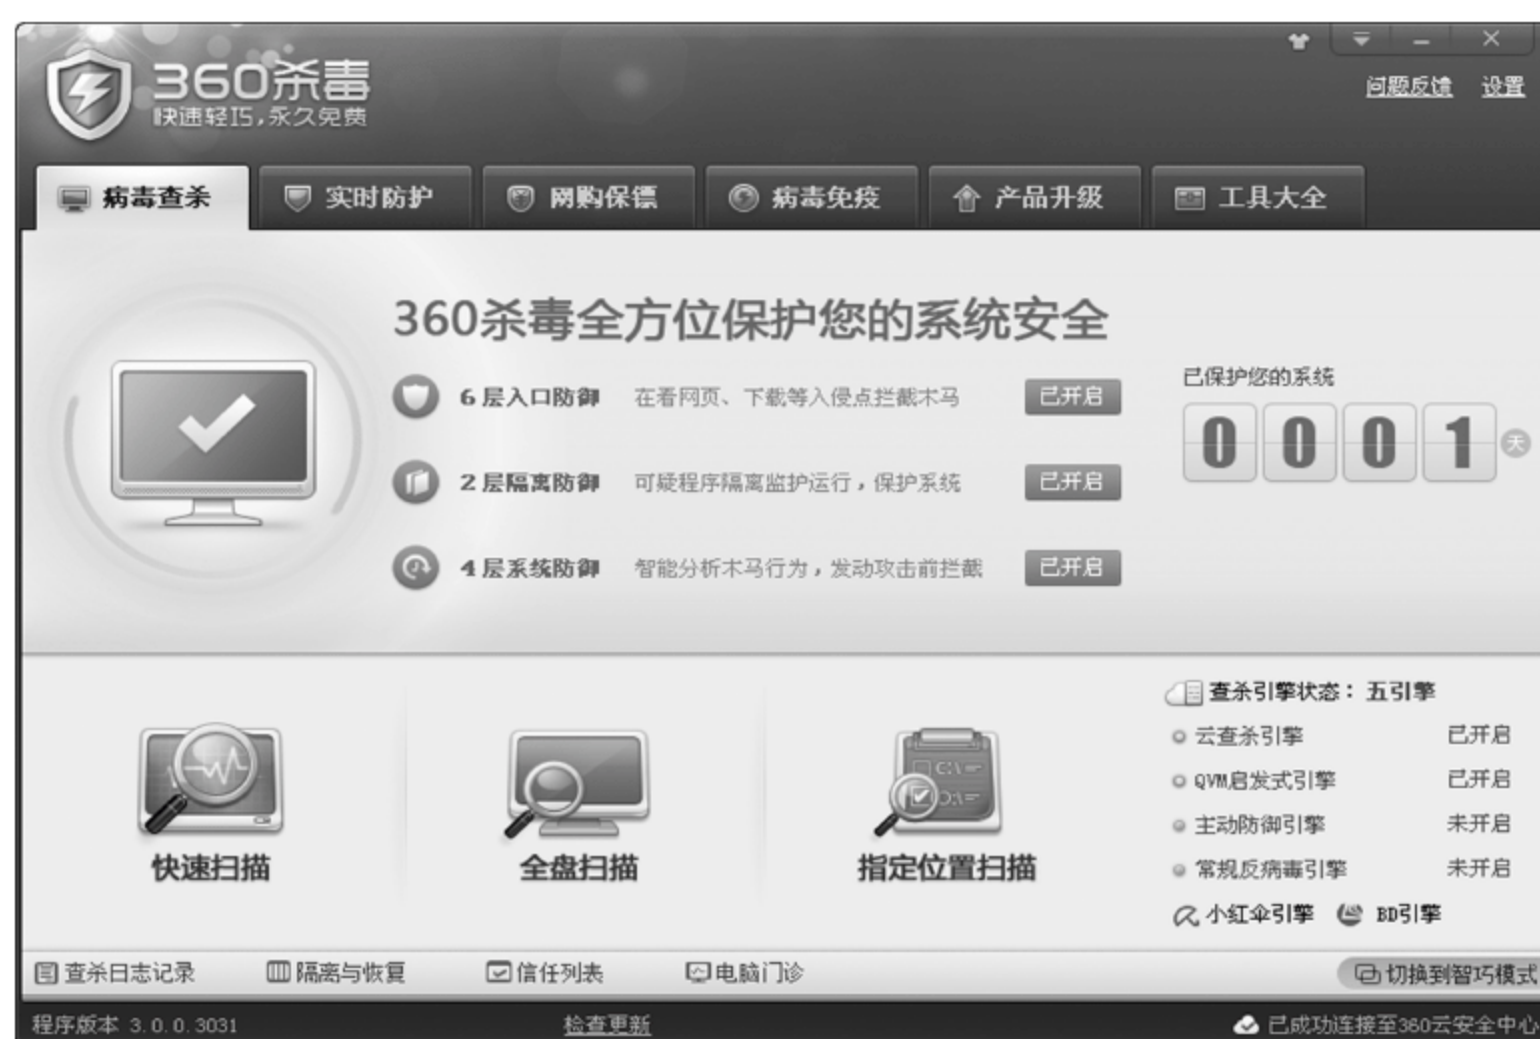 360杀毒
快速轻巧,永久免费
问题反馈 设置
病毒查杀 实时防护 网购保镖 病毒免疫 产品升级 工具大全
360杀毒全方位保护您的系统安全
6 层入口防御 在看网页、下载等入侵点拦截木马 已开启
已保护您的系统
0001 天
2 层隔离防御 可疑程序隔离监护运行，保护系统 已开启
4 层系统防御 智能分析木马行为，发动攻击前拦截 已开启
查杀引擎状态：五引擎
云查杀引擎 已开启
QVM启发式引擎 已开启
主动防御引擎 未开启
常规反病毒引擎 未开启
小红伞引擎 BD引擎
C:\
D:\
快速扫描 全盘扫描 指定位置扫描
查杀日志记录 隔离与恢复 信任列表 电脑门诊 切换到智巧模式
程序版本 3.0.0.3031 检查更新 已成功连接至360云安全中心